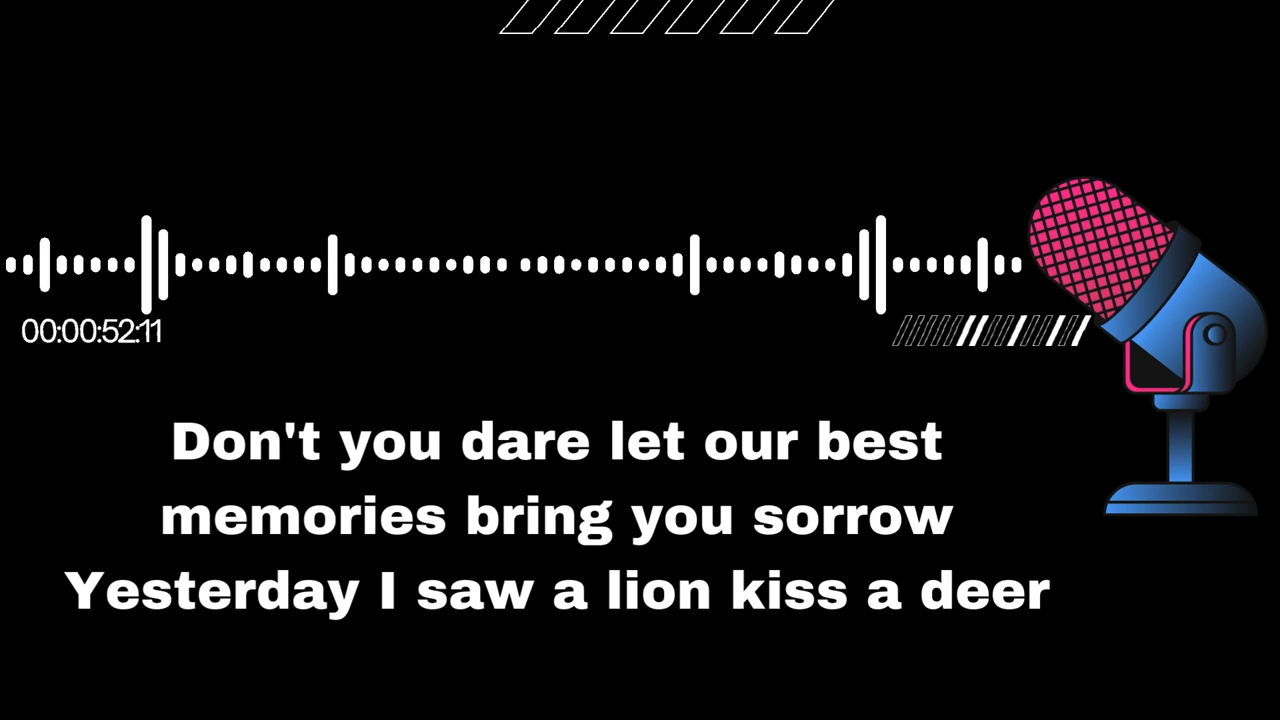 00:00:52:11
Don't you dare let our best
memories bring you sorrow
Yesterday I saw a lion kiss a deer